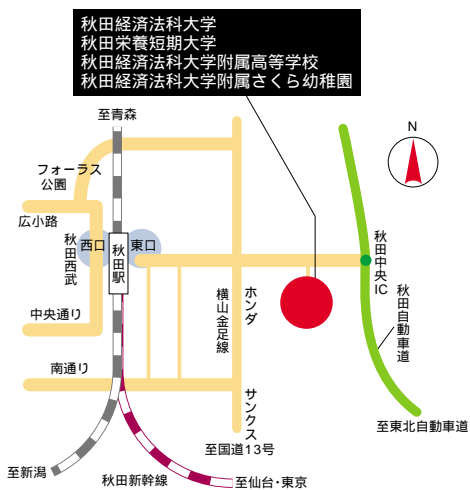 秋田経済法科大学
秋田栄養短期大学
秋田経済法科大学附属高等学校
秋田経済法科大学附属さくら幼稚園
至青森
N
フォーラス
公園
広小路
秋田西武
西口
秋田駅
東口
秋田中央IC
秋田自動車道
中央通り
横山金足線
ホンダ
南通り
サンクス
至東北自動車道
至国道13号
至新潟
秋田新幹線
至仙台・東京